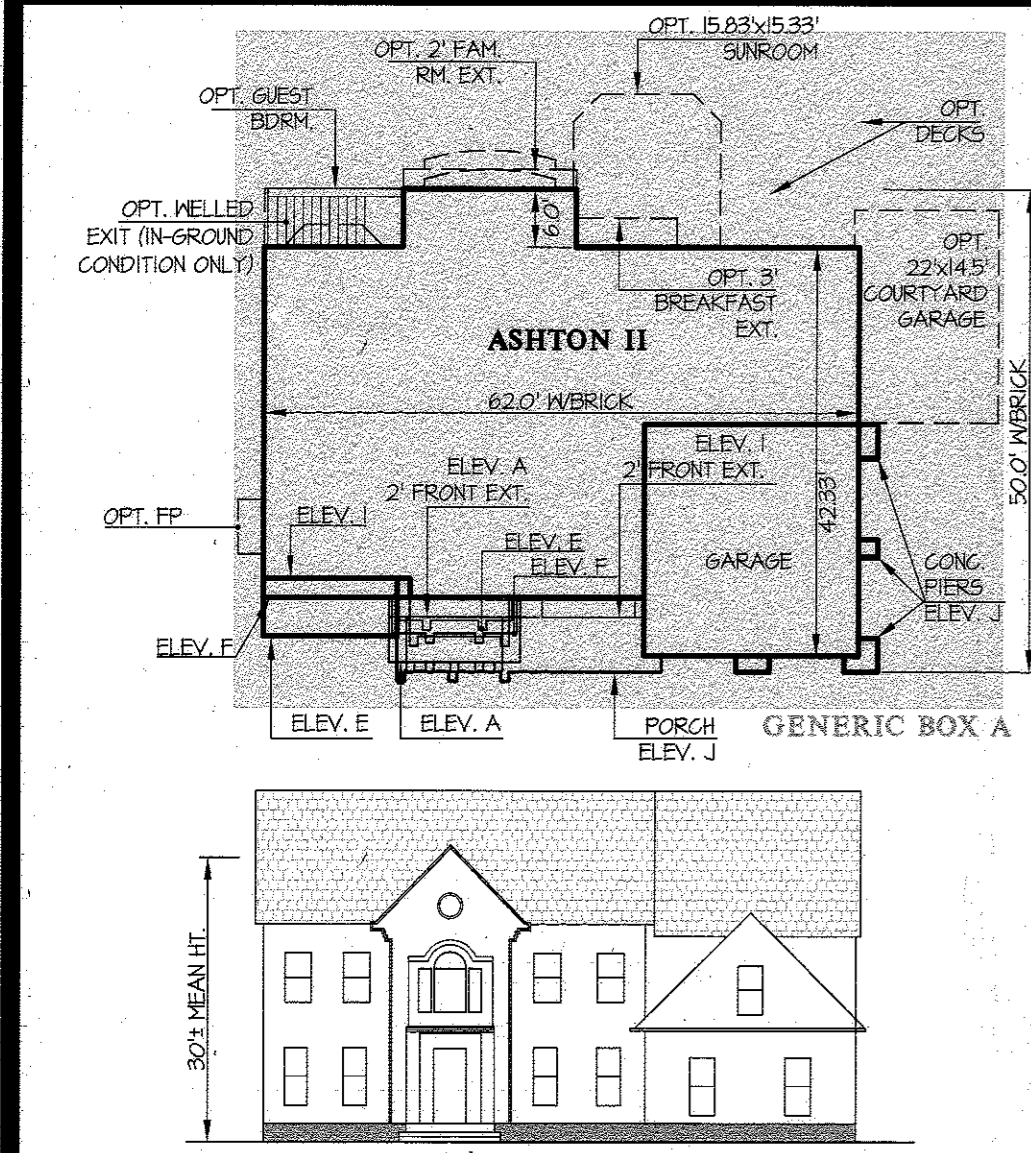 OPT. 15.83'x15.33'
SUNROOM
OPT. 2' FAM.
RM. EXT.
OPT. GUEST
BDRM.
OPT.
DECKS
OPT. WELLED
EXIT (IN-GROUND
CONDITION ONLY)
6.0'
OPT.
22'x14.5'
COURTYARD
GARAGE
OPT. 3'
BREAKFAST
EXT.
ASHTON II
62.0' W/BRICK
50.0' W/BRICK
42.33'
ELEV. A
2' FRONT EXT.
ELEV. I
2' FRONT EXT.
OPT. FP
ELEV. I
ELEV. E
ELEV. F
GARAGE
CONC.
PIERS
ELEV. J
ELEV. F
ELEV. E
ELEV. A
PORCH
ELEV. J
GENERIC BOX A
30'± MEAN HT.